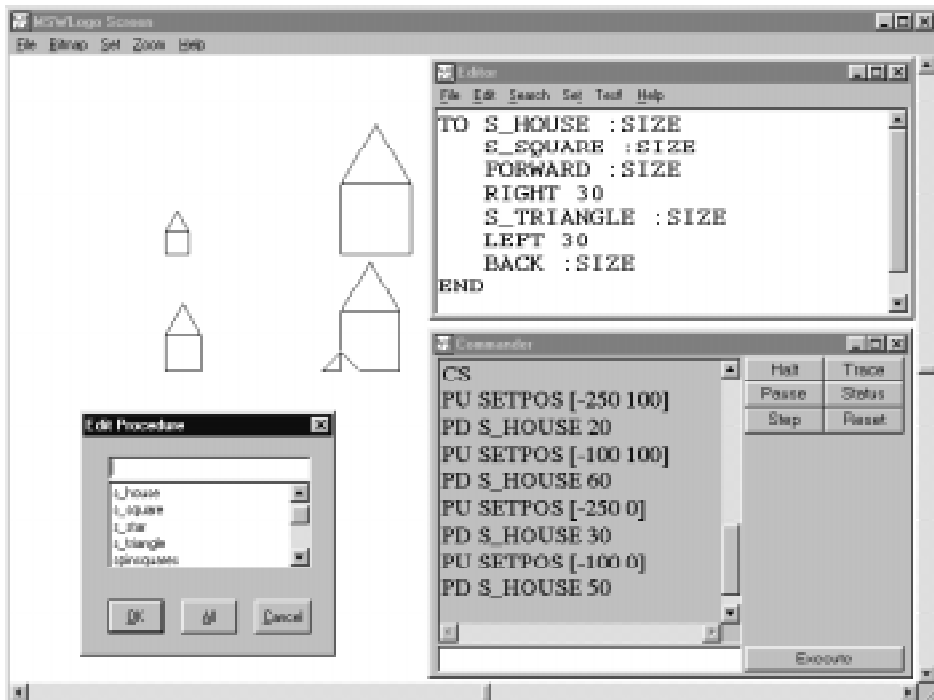 MSWLogo Screen
File Bitmap Set Zoom Help
Editor
File Edit Search Set Test! Help
TO S_HOUSE :SIZE
S_SQUARE :SIZE
FORWARD :SIZE
RIGHT 30
S_TRIANGLE :SIZE
LEFT 30
BACK :SIZE
END
Commander
CS
PU SETPOS [-250 100]
PD S_HOUSE 20
PU SETPOS [-100 100]
PD S_HOUSE 60
PU SETPOS [-250 0]
PD S_HOUSE 30
PU SETPOS [-100 0]
PD S_HOUSE 50
Halt Trace
Pause Status
Step Reset
Execute
Edit Procedure
s_house
s_square
s_star
s_triangle
spinsquares
OK All Cancel